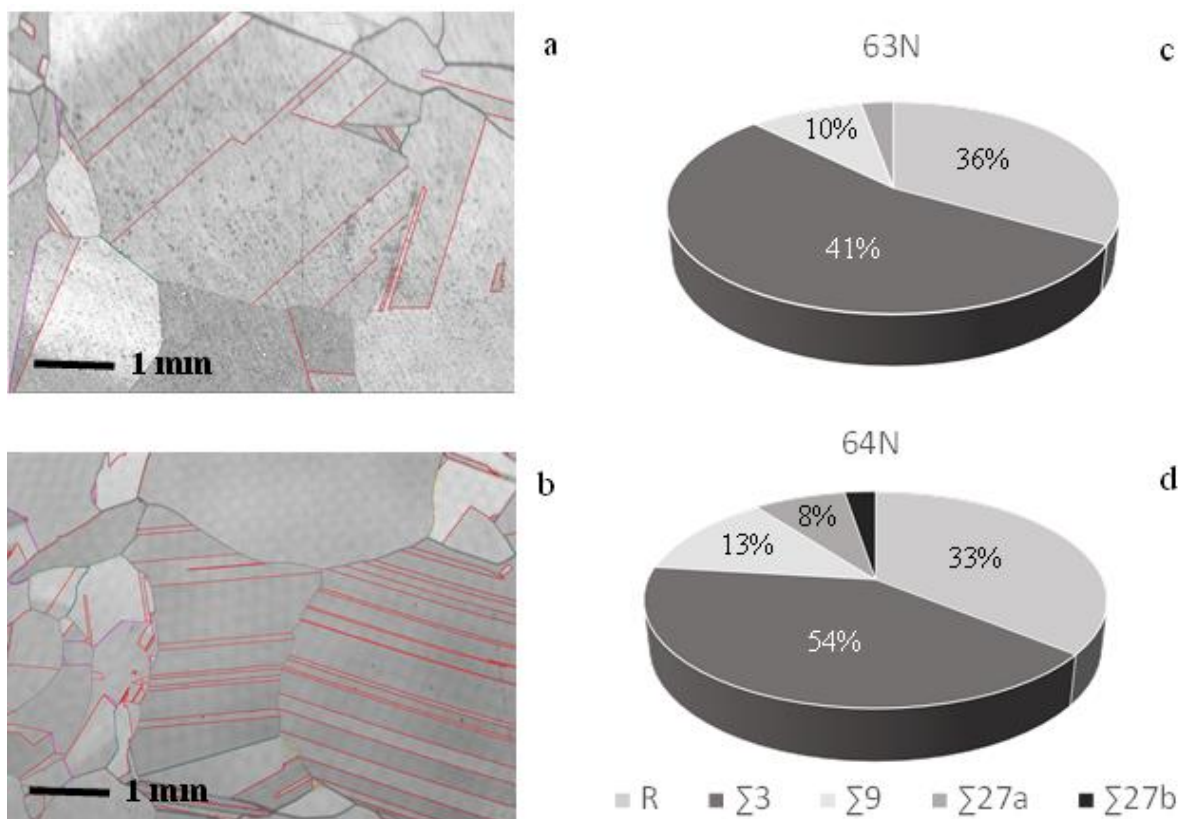 a
1 mm
b
1 mm
63N
c
10%
36%
41%
64N
d
8%
13%
33%
54%
R ∑3 ∑9 ∑27a ∑27b